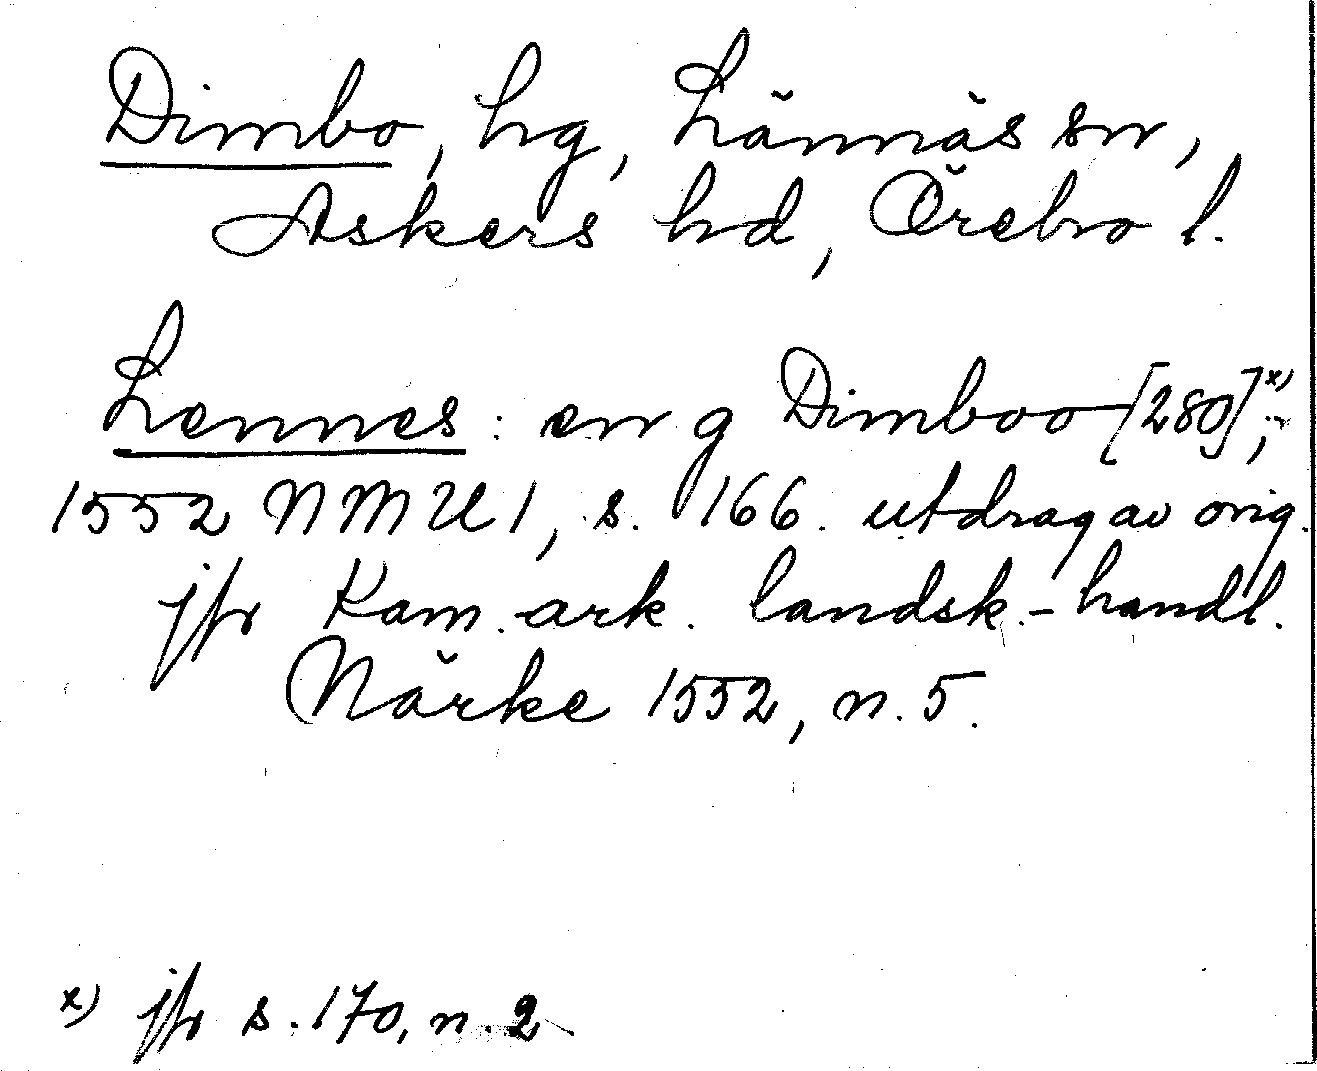 Dimbo, hg, Lännäs sn,
Askers hd, Örebro l.
Lennes: en g Dimboo [280]x);
1552 NMU 1, s. 166. utdrag av orig.
jfr Kam. ark. landsk.-handl.
Närke 1552, n. 5.
x) jfr s. 170, n. 2